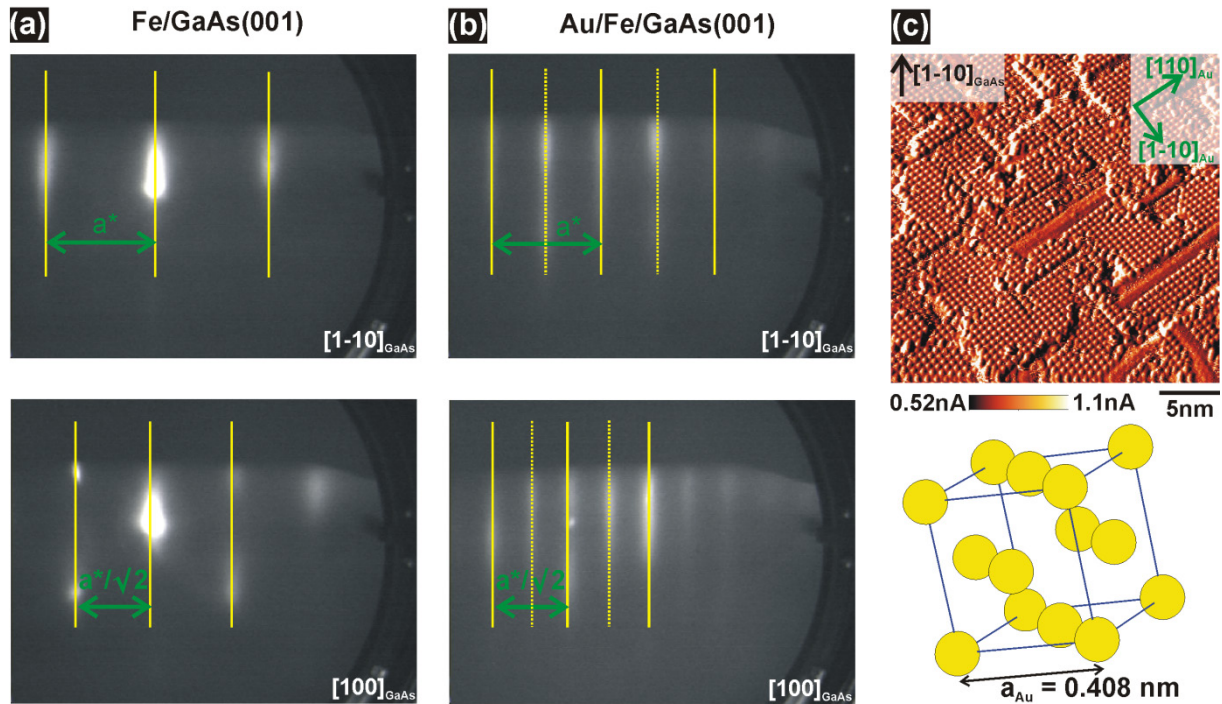 (a) Fe/GaAs(001)
a*
[1-10]GaAs
a*/√2
[100]GaAs
(b) Au/Fe/GaAs(001)
a*
[1-10]GaAs
a*/√2
[100]GaAs
(c)
[1-10]GaAs
[110]Au
[1-10]Au
0.52nA 1.1nA 5nm
aAu = 0.408 nm